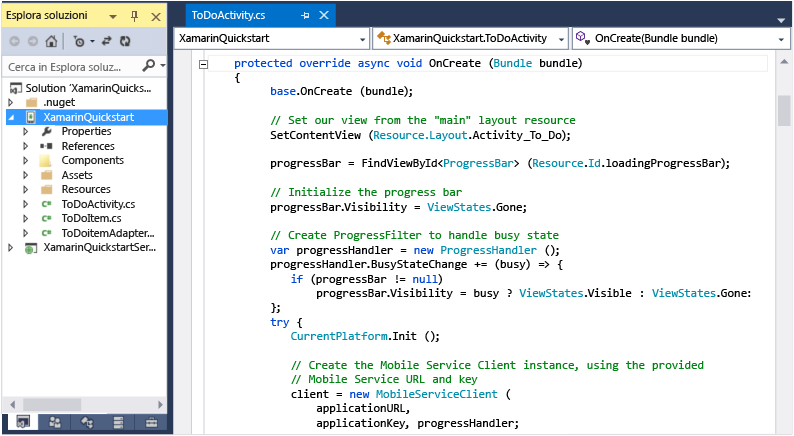 Esplora soluzioni
Cerca in Esplora soluz...
Solution 'XamarinQuicks...
.nuget
XamarinQuickstart
Properties
References
Components
Assets
Resources
ToDoActivity.cs
ToDoItem.cs
ToDoitemAdapter...
XamarinQuickstartSer...
ToDoActivity.cs
XamarinQuickstart
XamarinQuickstart.ToDoActivity
OnCreate(Bundle bundle)
protected override async void OnCreate (Bundle bundle)
{
base.OnCreate (bundle);
// Set our view from the "main" layout resource
SetContentView (Resource.Layout.Activity_To_Do);
progressBar = FindViewById<ProgressBar> (Resource.Id.loadingProgressBar);
// Initialize the progress bar
progressBar.Visibility = ViewStates.Gone;
// Create ProgressFilter to handle busy state
var progressHandler = new ProgressHandler ();
progressHandler.BusyStateChange += (busy) => {
if (progressBar != null)
progressBar.Visibility = busy ? ViewStates.Visible : ViewStates.Gone:
};
try {
CurrentPlatform.Init ();
// Create the Mobile Service Client instance, using the provided
// Mobile Service URL and key
client = new MobileServiceClient (
applicationURL,
applicationKey, progressHandler;